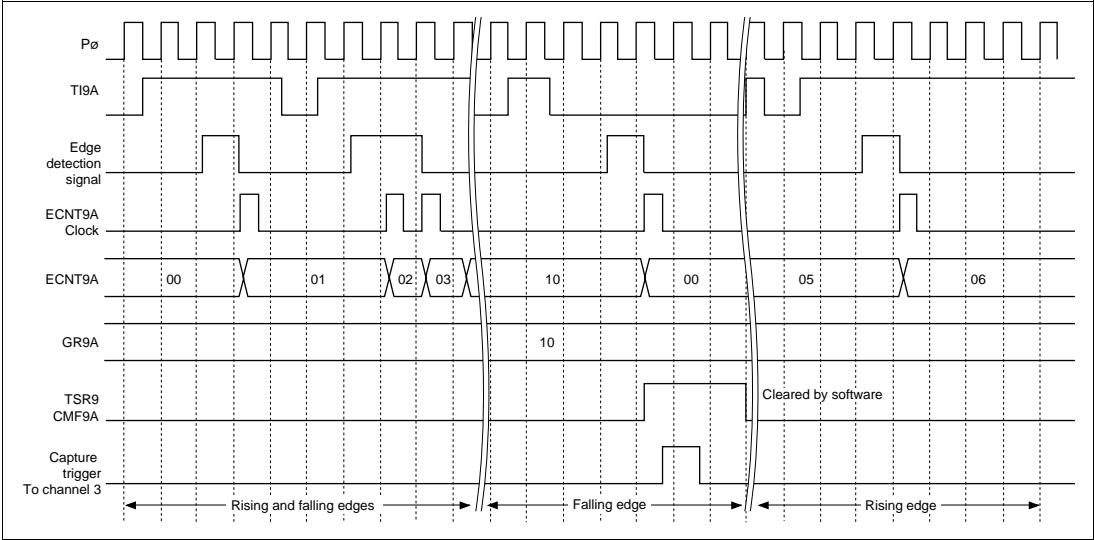 Pø
TI9A
Edge
detection
signal
ECNT9A
Clock
ECNT9A
00
01
02
03
10
00
05
06
GR9A
10
TSR9
CMF9A
Cleared by software
Capture
trigger
To channel 3
Rising and falling edges
Falling edge
Rising edge